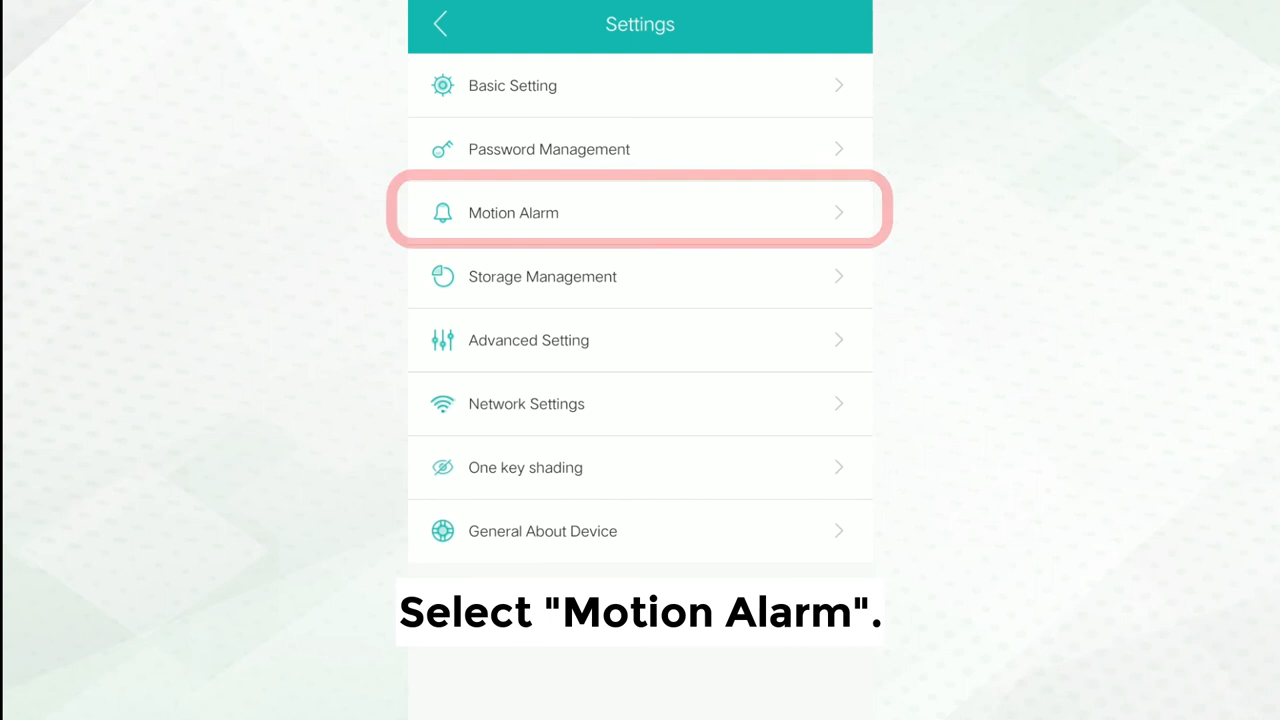 Settings
Basic Setting
Password Management
Motion Alarm
Storage Management
Advanced Setting
Network Settings
One key shading
General About Device
Select "Motion Alarm".